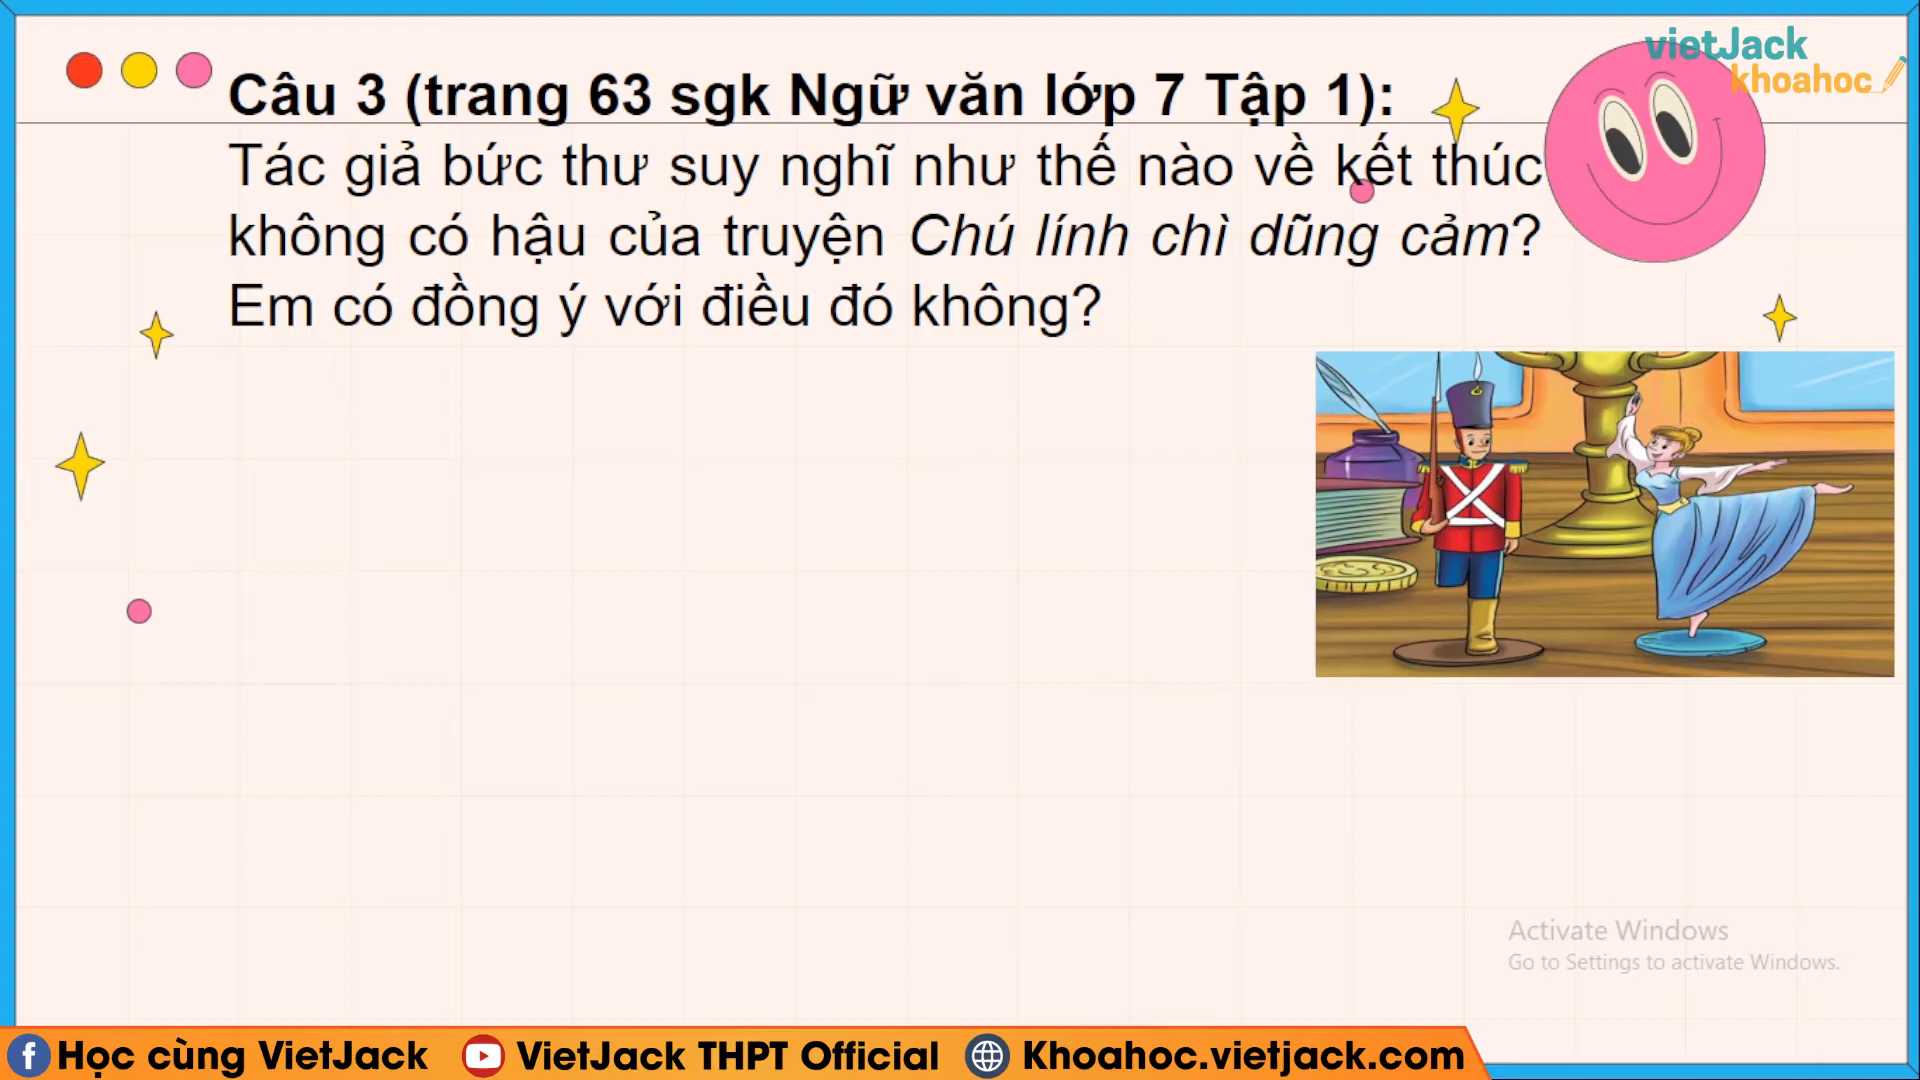 vietJack
khoahoc
Câu 3 (trang 63 sgk Ngữ văn lớp 7 Tập 1):
Tác giả bức thư suy nghĩ như thế nào về kết thúc
không có hậu của truyện Chú lính chì dũng cảm?
Em có đồng ý với điều đó không?
Activate Windows
Go to Settings to activate Windows.
Học cùng VietJack VietJack THPT Official Khoahoc.vietjack.com